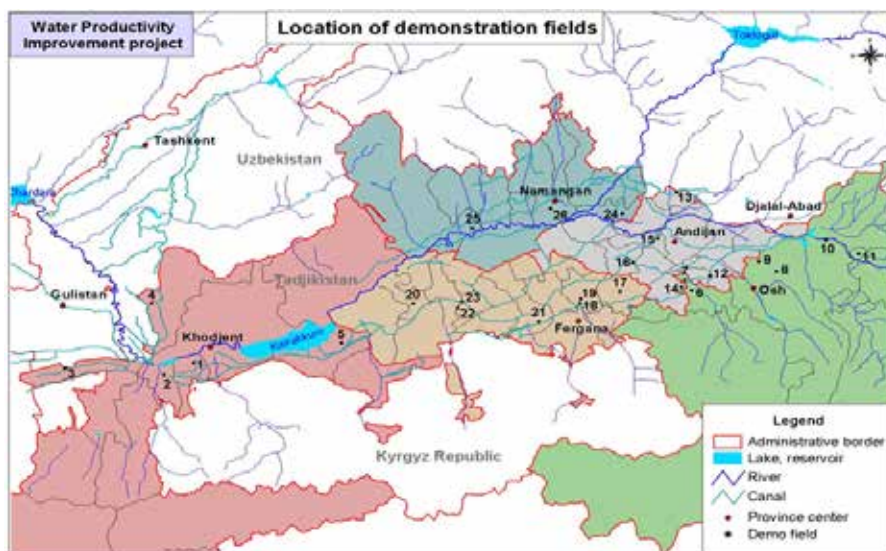 Water Productivity
Improvement project
Location of demonstration fields
Toktogul
Tashkent
Uzbekistan
Chardara
Namangan
25
26
24
13
Djalal-Abad
15
Andijan
16
7
12
14
6
9
8
10
11
Osh
Tadjikistan
Gulistan
4
20
23
22
21
19
18
17
Fergana
Khodjent
Kairakkum
5
3
2
1
Kyrgyz Republic
Legend
Administrative border
Lake, reservoir
River
Canal
Province center
Demo field